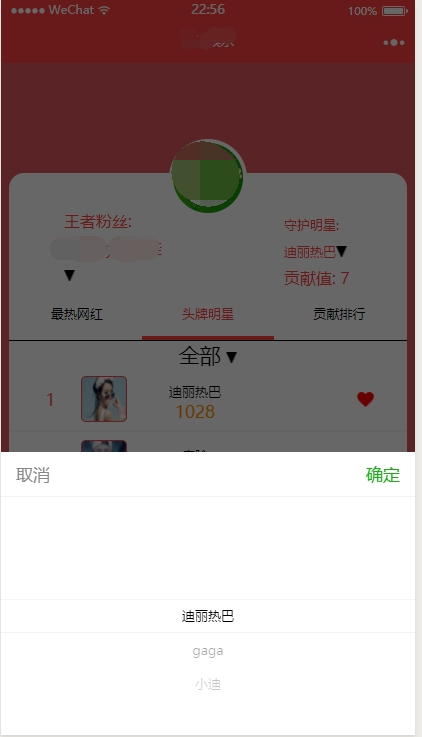 ●●●●● WeChat 22:56 100%
王者粉丝: 守护明星:
迪丽热巴▼
▼ 贡献值: 7
最热网红 头牌明星 贡献排行
全部 ▼
1 迪丽热巴
1028
取消 确定
迪丽热巴
gaga
小迪